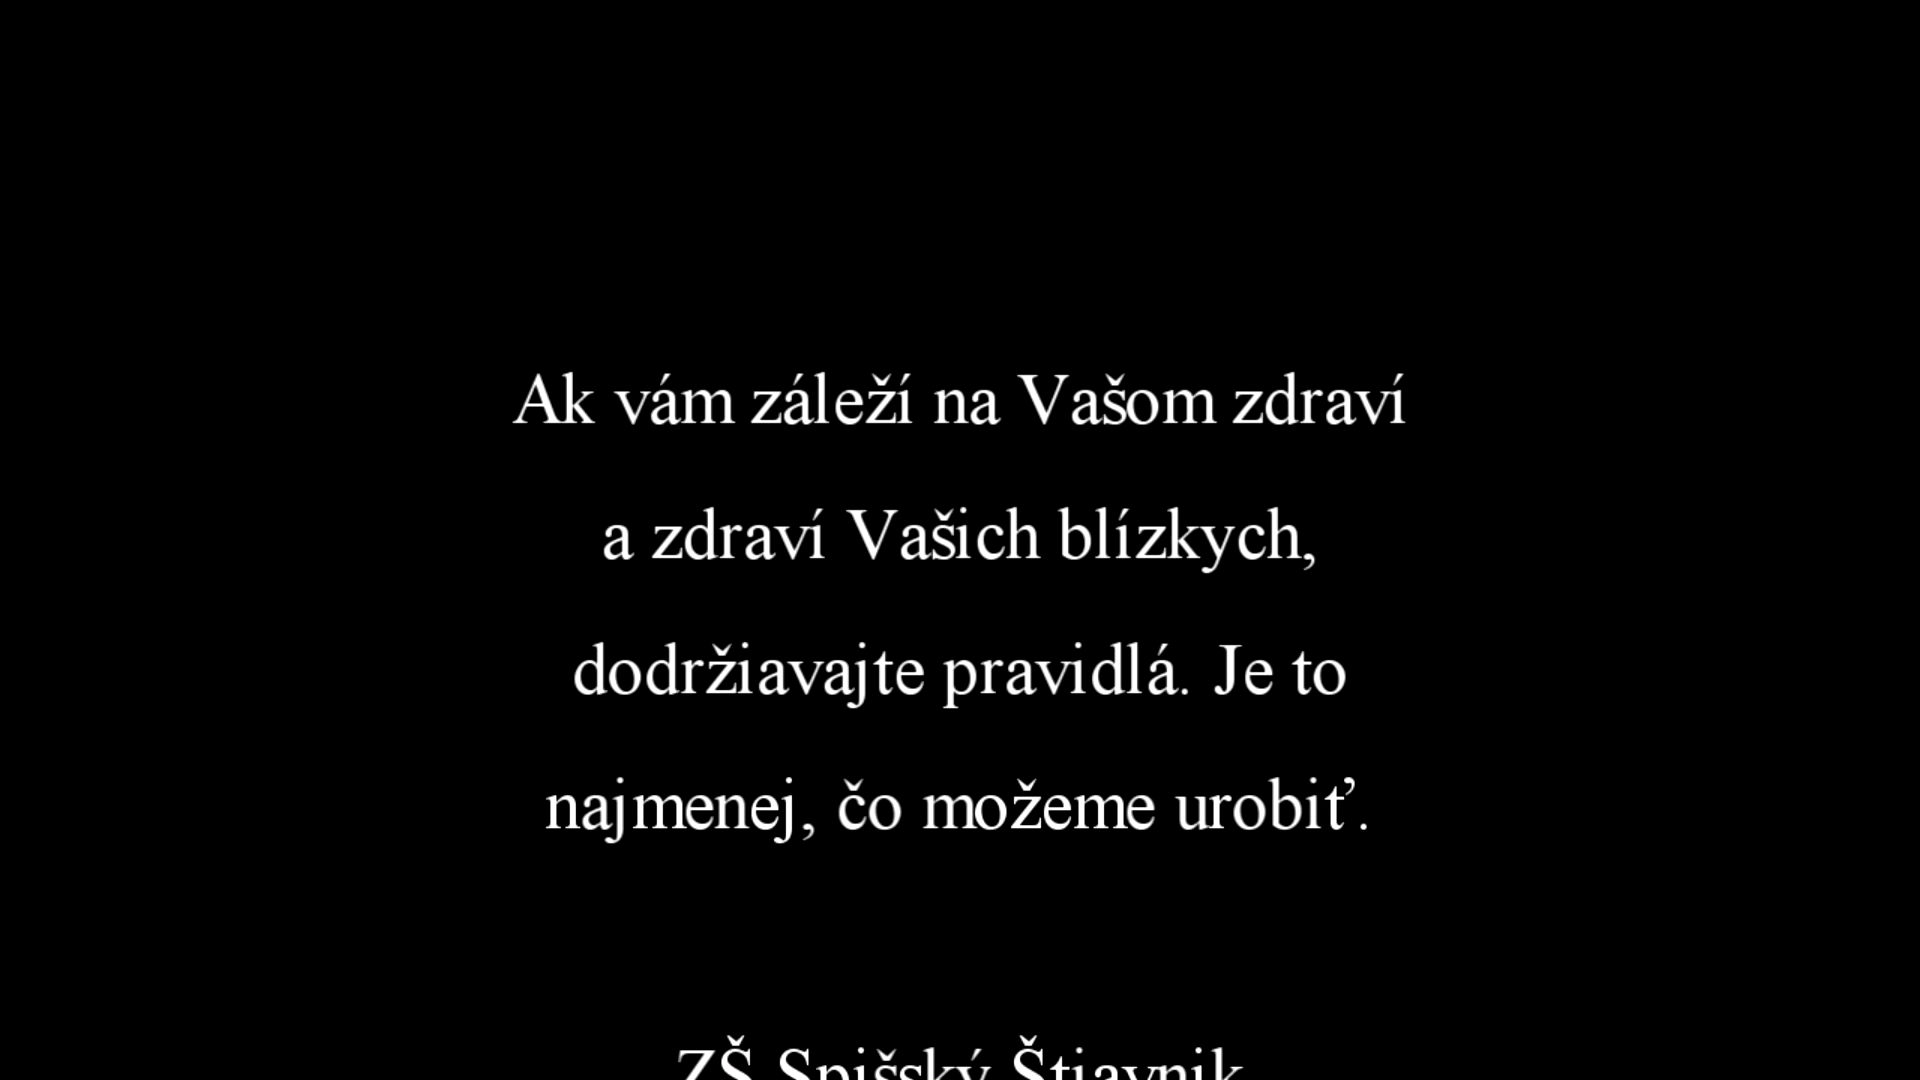 Ak vám záleží na Vašom zdraví
a zdraví Vašich blízkych,
dodržiavajte pravidlá. Je to
najmenej, čo možeme urobiť.
ZŠ Spišský Štiavnik